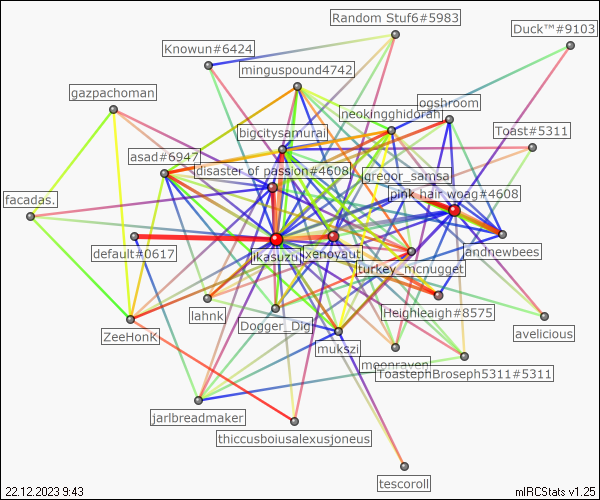 Random Stuf6#5983
Duck™#9103
Knowun#6424
minguspound4742
gazpachoman
ogshroom
neokingghidorah
bigcitysamurai
Toast#5311
asad#6947
disaster of passion#4608
gregor_samsa
pink hair woag#4608
facadas.
default#0617
ikasuzu
xenoyaut
andnewbees
turkey_mcnugget
lahnk
Dogger_Dig
Heighleaigh#8575
avelicious
ZeeHonk
mukszi
moonraven
ToastephBroseph5311#5311
jarlbreadmaker
thiccusboiusalexusjoneus
tescoroll
22.12.2023 9:43
mIRCStats v1.25